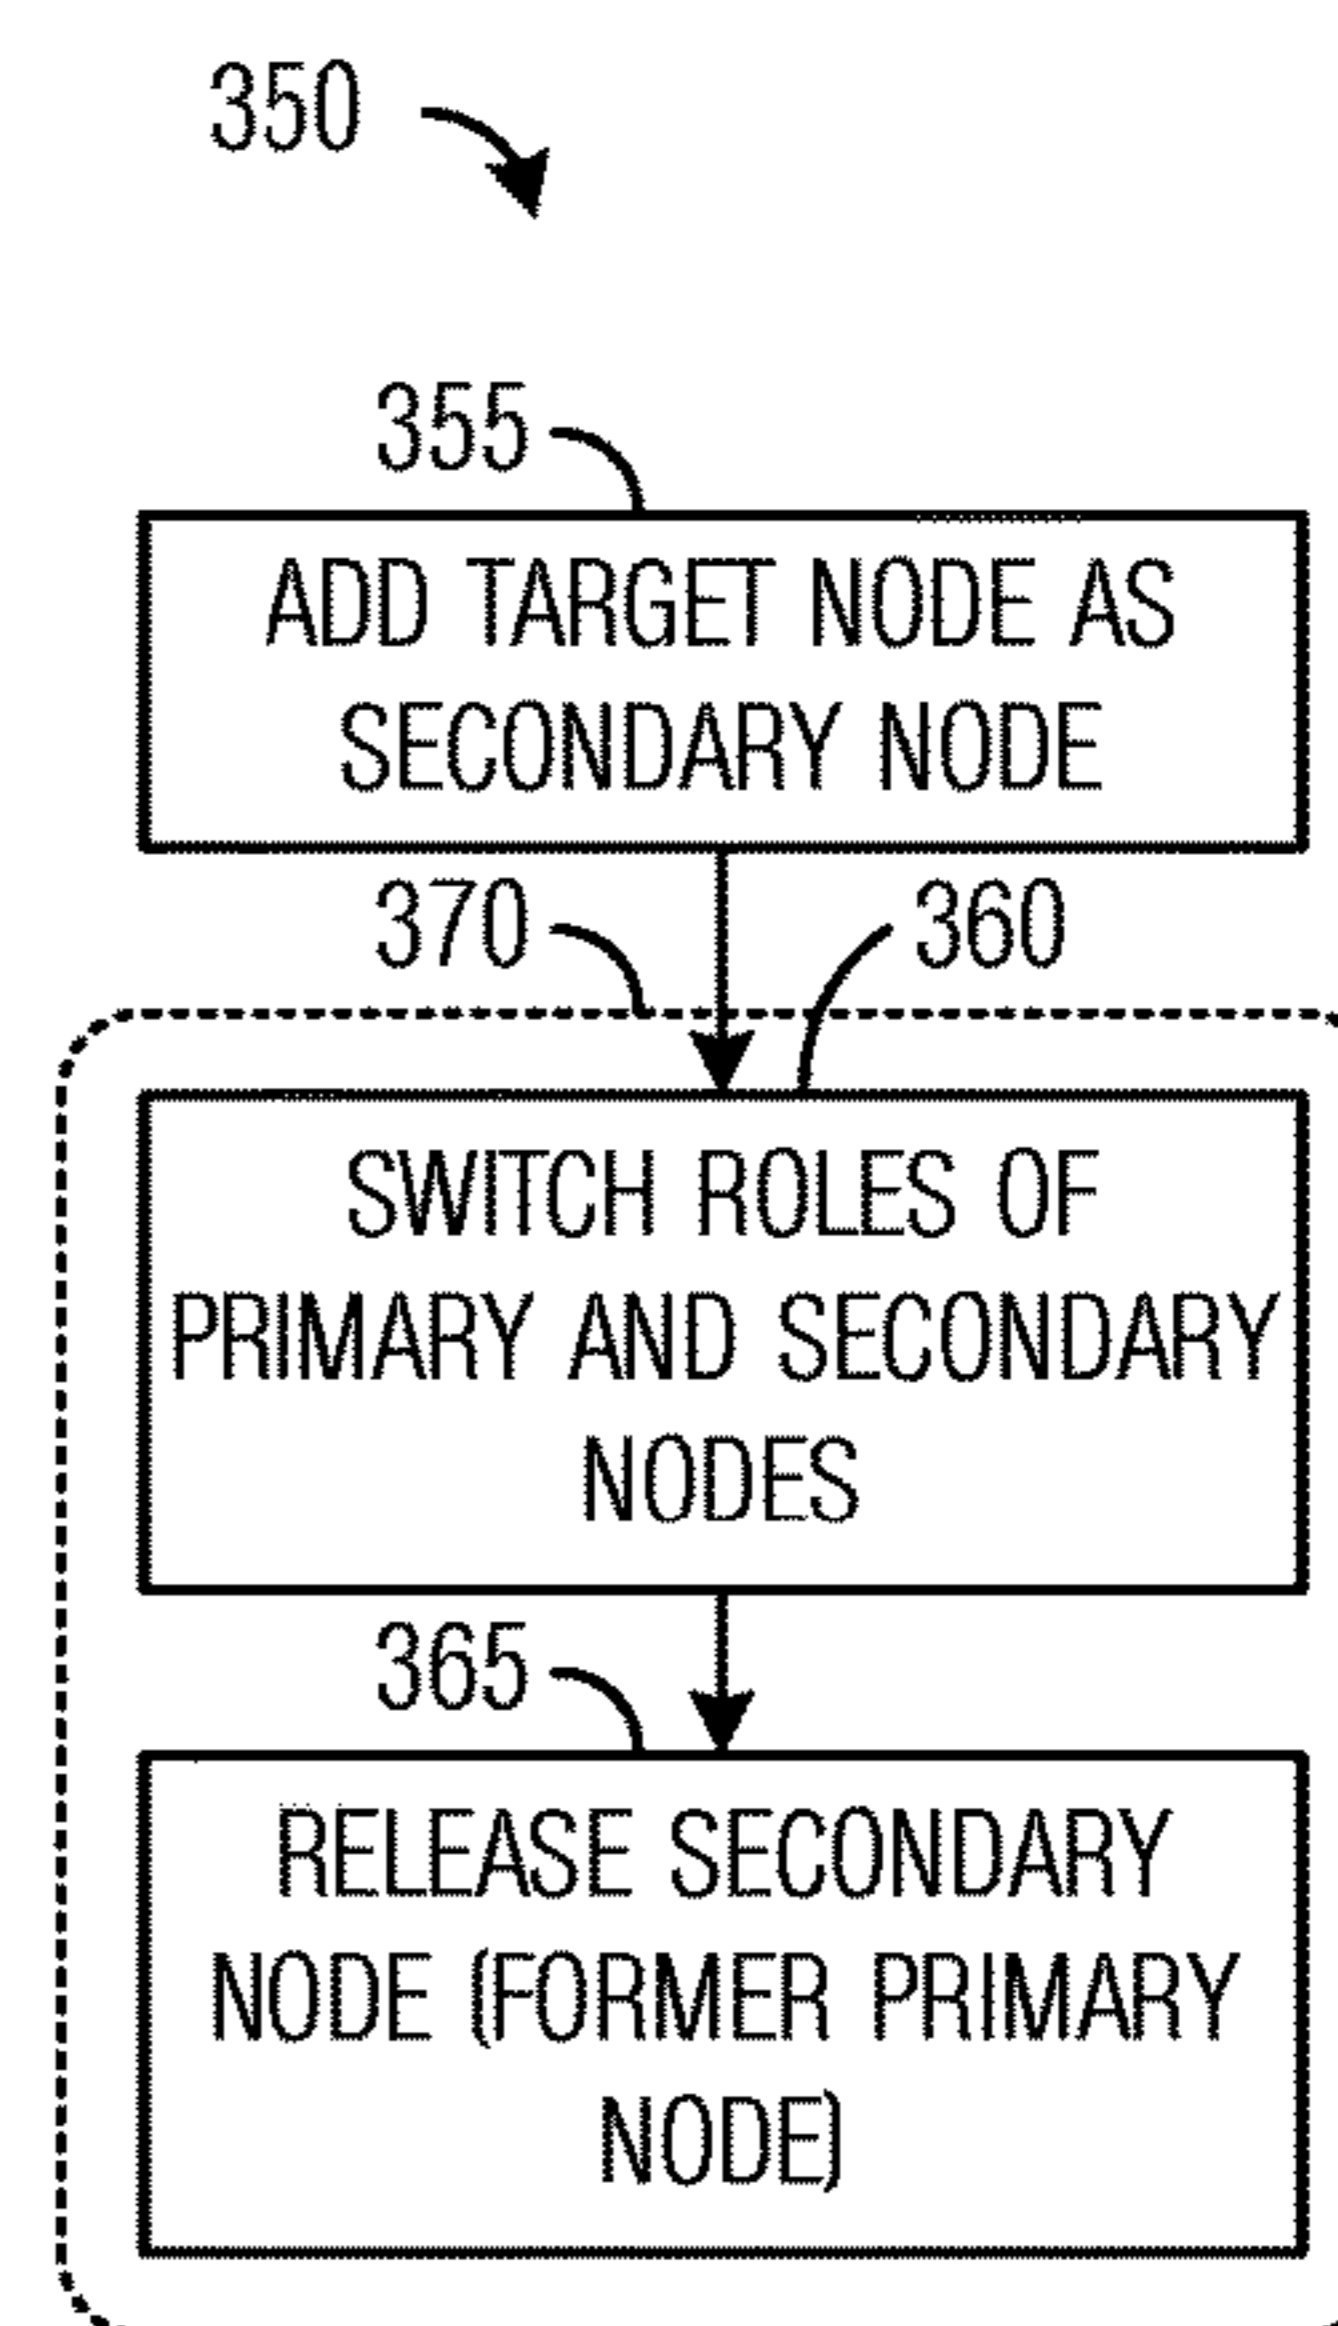 350
355
ADD TARGET NODE AS
SECONDARY NODE
370 360
SWITCH ROLES OF
PRIMARY AND SECONDARY
NODES
365
RELEASE SECONDARY
NODE (FORMER PRIMARY
NODE)